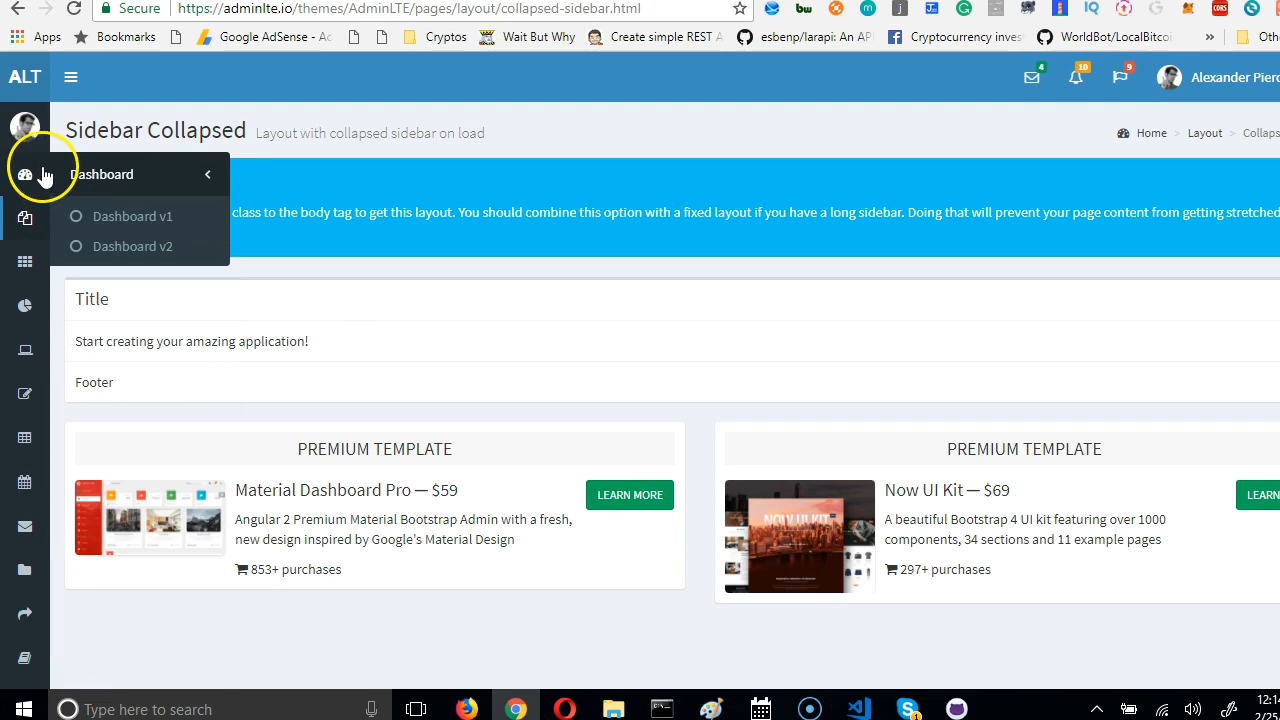 Secure https://adminlte.io/themes/AdminLTE/pages/layout/collapsed-sidebar.html
Apps Bookmarks Google AdSense - Ac Cryptos Wait But Why Create simple REST A esbenp/larapi: An AP Cryptocurrency inves WorldBot/LocalBitcoi » Oth
ALT 4 10 9 Alexander Pierc
Sidebar Collapsed Layout with collapsed sidebar on load Home > Layout > Collaps
Dashboard
Dashboard v1
class to the body tag to get this layout. You should combine this option with a fixed layout if you have a long sidebar. Doing that will prevent your page content from getting stretched
Dashboard v2
Title
Start creating your amazing application!
Footer
PREMIUM TEMPLATE
Material Dashboard Pro — $59
LEARN MORE
Angular 2 Premium Material Bootstrap Admin with a fresh,
new design inspired by Google's Material Design
853+ purchases
PREMIUM TEMPLATE
Now UI Kit — $69
LEARN
A beautiful Bootstrap 4 UI kit featuring over 1000
components, 34 sections and 11 example pages
297+ purchases
Type here to search
12:14
2/25